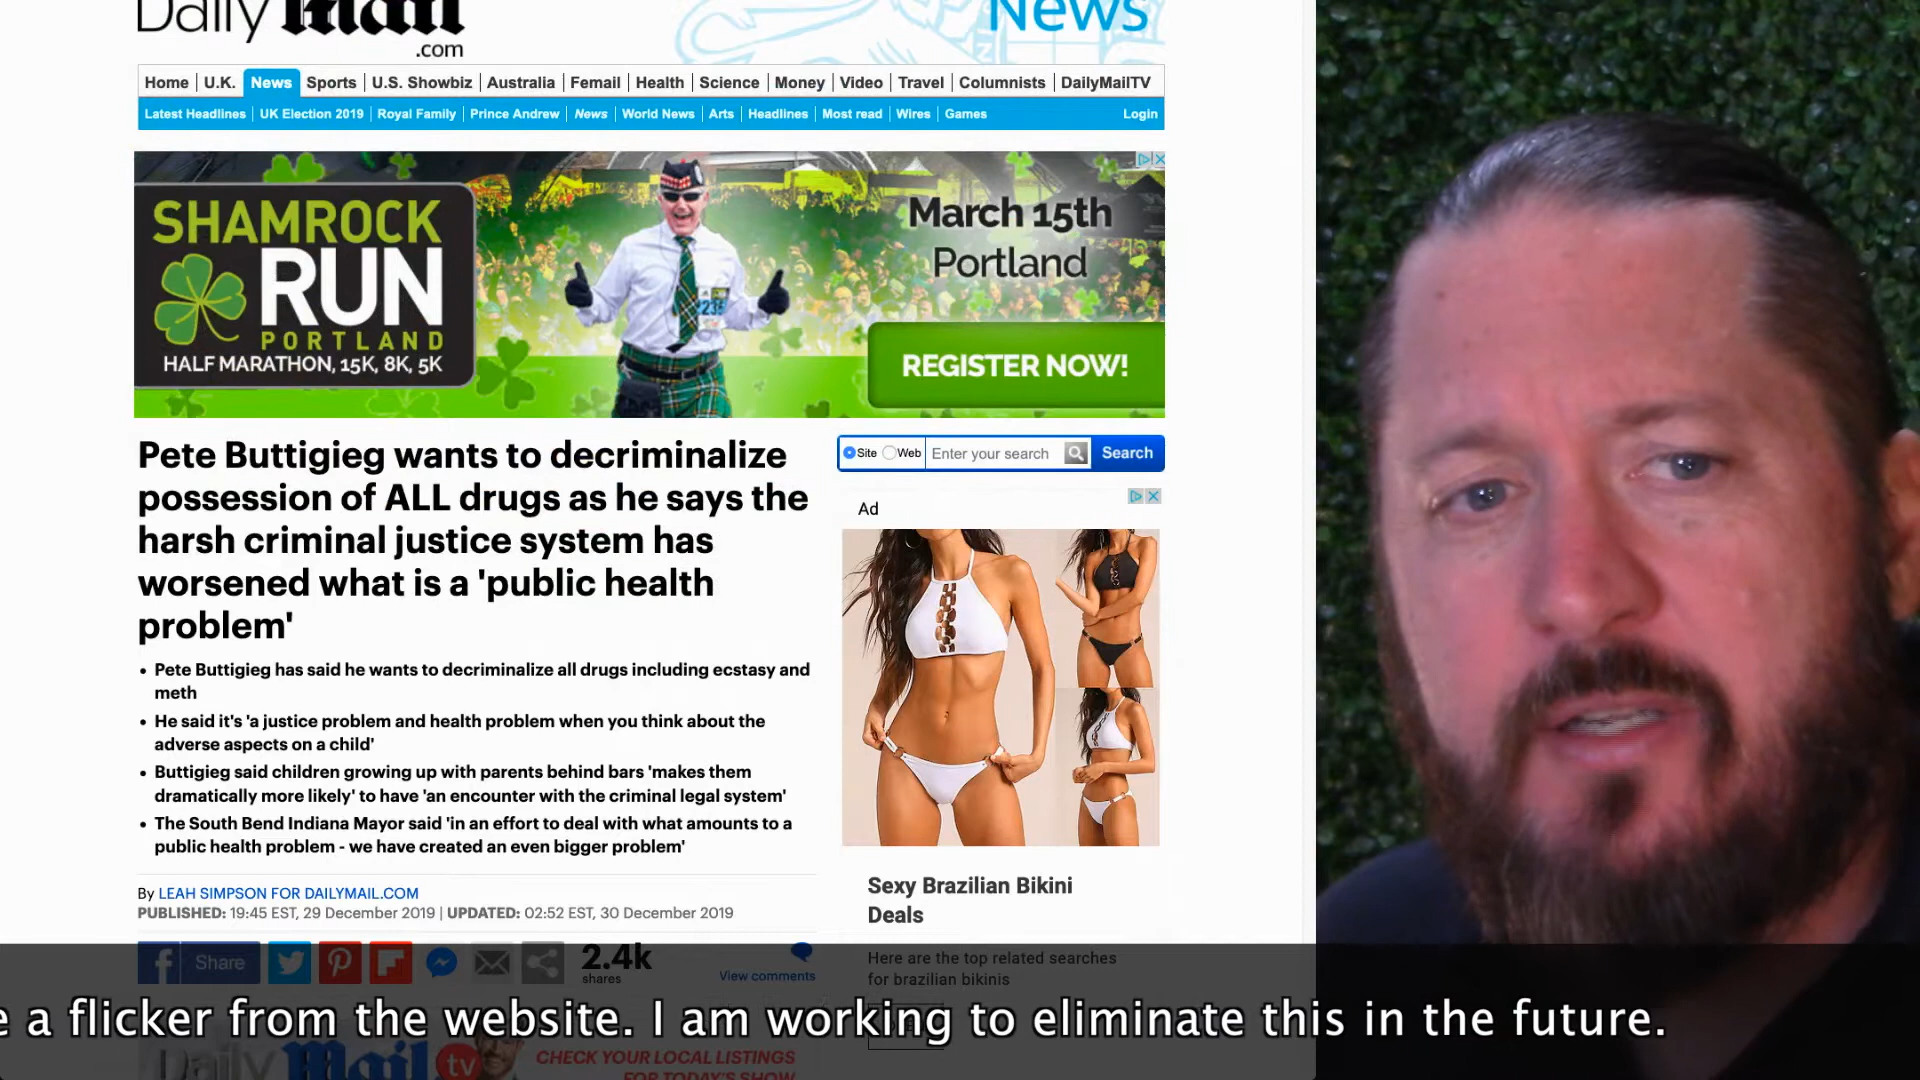 Daily Mail
.com
News
Home U.K. News Sports U.S. Showbiz Australia Femail Health Science Money Video Travel Columnists DailyMailTV
Latest Headlines UK Election 2019 Royal Family Prince Andrew News World News Arts Headlines Most read Wires Games Login
SHAMROCK
RUN
PORTLAND
HALF MARATHON, 15K, 8K, 5K
March 15th
Portland
REGISTER NOW!
Pete Buttigieg wants to decriminalize
possession of ALL drugs as he says the
harsh criminal justice system has
worsened what is a 'public health
problem'
• Pete Buttigieg has said he wants to decriminalize all drugs including ecstasy and
meth
• He said it's 'a justice problem and health problem when you think about the
adverse aspects on a child'
• Buttigieg said children growing up with parents behind bars 'makes them
dramatically more likely' to have 'an encounter with the criminal legal system'
• The South Bend Indiana Mayor said 'in an effort to deal with what amounts to a
public health problem - we have created an even bigger problem'
By LEAH SIMPSON FOR DAILYMAIL.COM
PUBLISHED: 19:45 EST, 29 December 2019 | UPDATED: 02:52 EST, 30 December 2019
Share
2.4k
shares
View comments
Site Web Enter your search Search
Ad
Sexy Brazilian Bikini
Deals
Here are the top related searches
for brazilian bikinis
a flicker from the website. I am working to eliminate this in the future.
Daily Mail tv
CHECK YOUR LOCAL LISTINGS
FOR TODAY'S SHOW